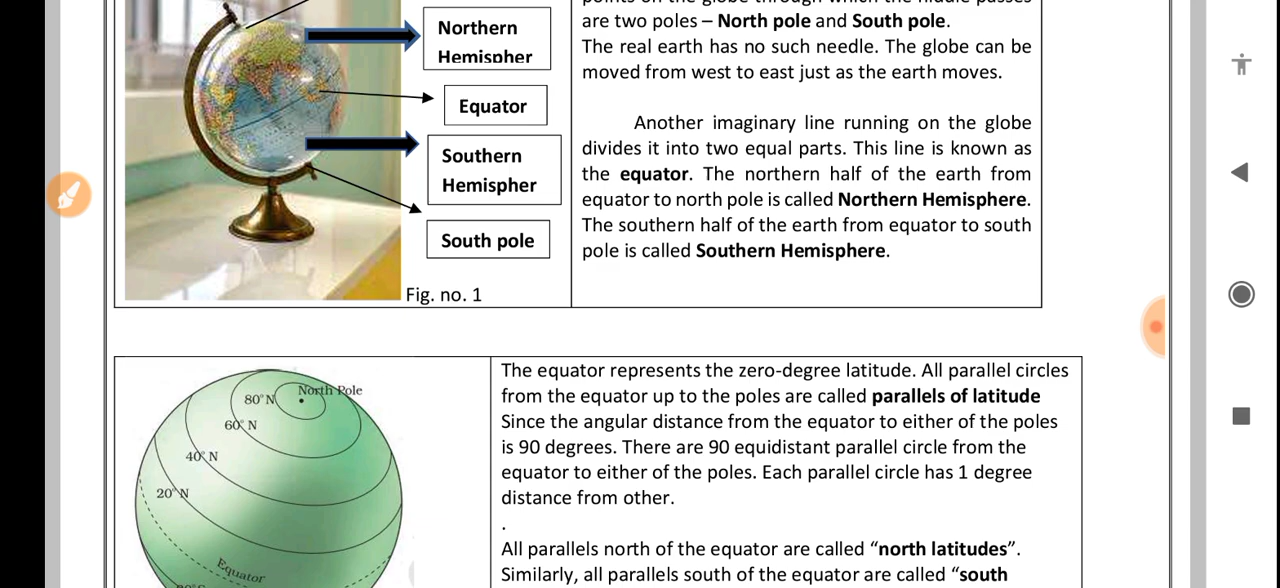 Northern
Hemispher
Equator
Southern
Hemispher
South pole
Fig. no. 1
points on the globe through which the middle passes
are two poles – North pole and South pole.
The real earth has no such needle. The globe can be
moved from west to east just as the earth moves.
Another imaginary line running on the globe
divides it into two equal parts. This line is known as
the equator. The northern half of the earth from
equator to north pole is called Northern Hemisphere.
The southern half of the earth from equator to south
pole is called Southern Hemisphere.
North Pole
80° N
60° N
40° N
20° N
Equator
The equator represents the zero-degree latitude. All parallel circles
from the equator up to the poles are called parallels of latitude
Since the angular distance from the equator to either of the poles
is 90 degrees. There are 90 equidistant parallel circle from the
equator to either of the poles. Each parallel circle has 1 degree
distance from other.
.
All parallels north of the equator are called “north latitudes”.
Similarly, all parallels south of the equator are called “south